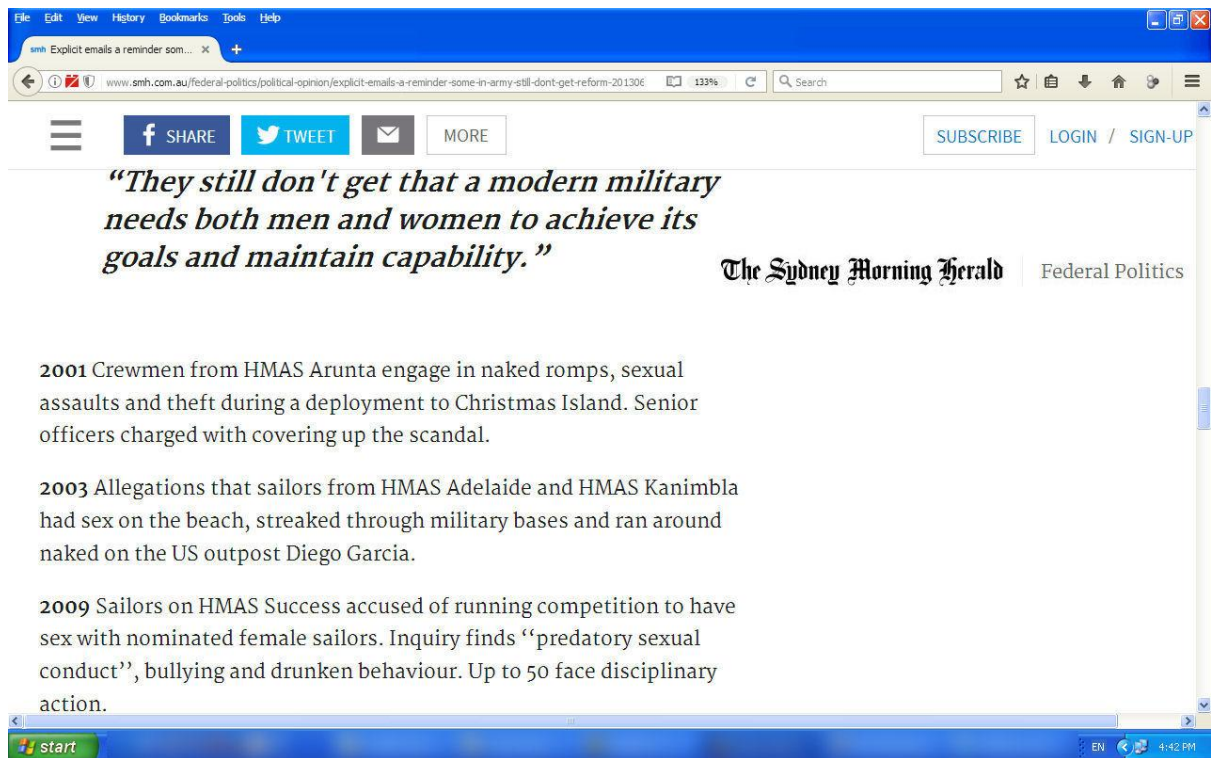 File Edit View History Bookmarks Tools Help
smh Explicit emails a reminder som...
www.smh.com.au/federal-politics/political-opinion/explicit-emails-a-reminder-some-in-army-still-dont-get-reform-201306 133% Search
SHARE TWEET MORE SUBSCRIBE LOGIN / SIGN-UP
“They still don't get that a modern military
needs both men and women to achieve its
goals and maintain capability.”
The Sydney Morning Herald Federal Politics
2001 Crewmen from HMAS Arunta engage in naked romps, sexual
assaults and theft during a deployment to Christmas Island. Senior
officers charged with covering up the scandal.
2003 Allegations that sailors from HMAS Adelaide and HMAS Kanimbla
had sex on the beach, streaked through military bases and ran around
naked on the US outpost Diego Garcia.
2009 Sailors on HMAS Success accused of running competition to have
sex with nominated female sailors. Inquiry finds ‘‘predatory sexual
conduct’’, bullying and drunken behaviour. Up to 50 face disciplinary
action.
start EN 4:42 PM